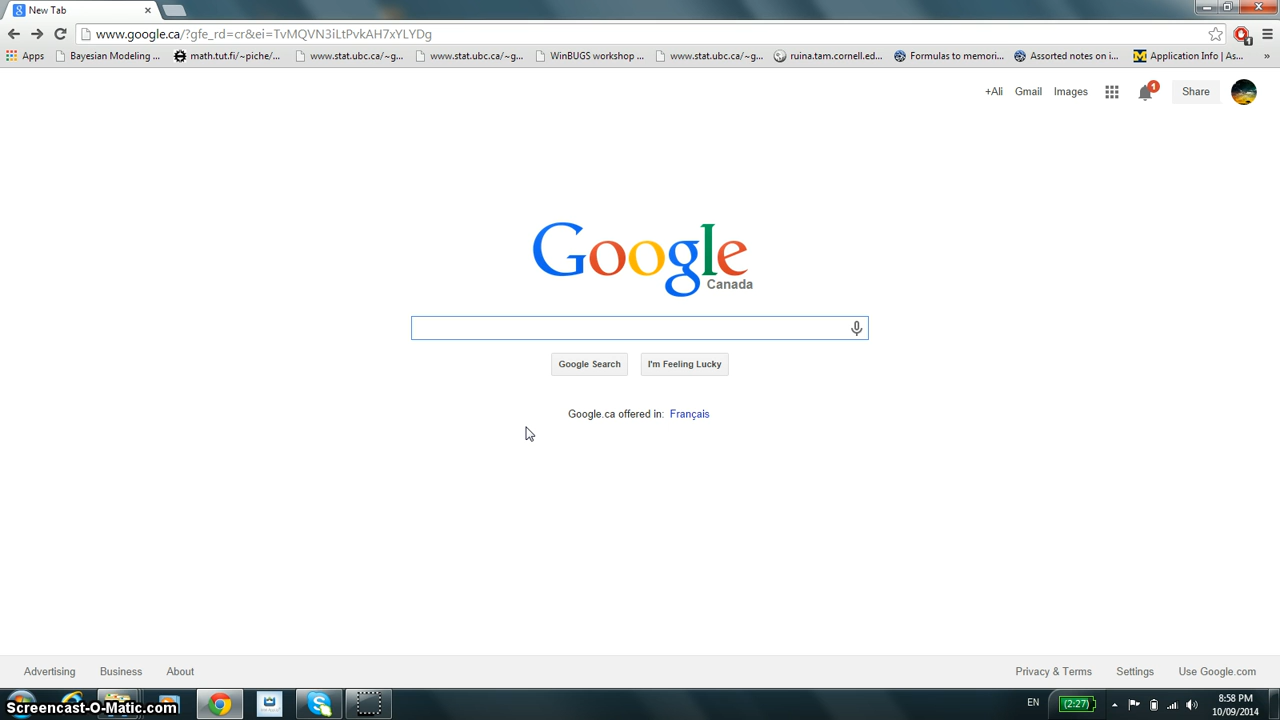 New Tab
www.google.ca/?gfe_rd=cr&ei=TvMQVN3iLtPvkAH7xYLYDg
Apps Bayesian Modeling ... math.tut.fi/~piche/... www.stat.ubc.ca/~g... www.stat.ubc.ca/~g... WinBUGS workshop ... www.stat.ubc.ca/~g... ruina.tam.cornell.ed... Formulas to memori... Assorted notes on i... Application Info | As... »
+Ali Gmail Images 1 Share
Google
Canada
Google Search I'm Feeling Lucky
Google.ca offered in: Français
Advertising Business About Privacy & Terms Settings Use Google.com
EN (2:27) 8:58 PM
10/09/2014
Screencast-O-Matic.com